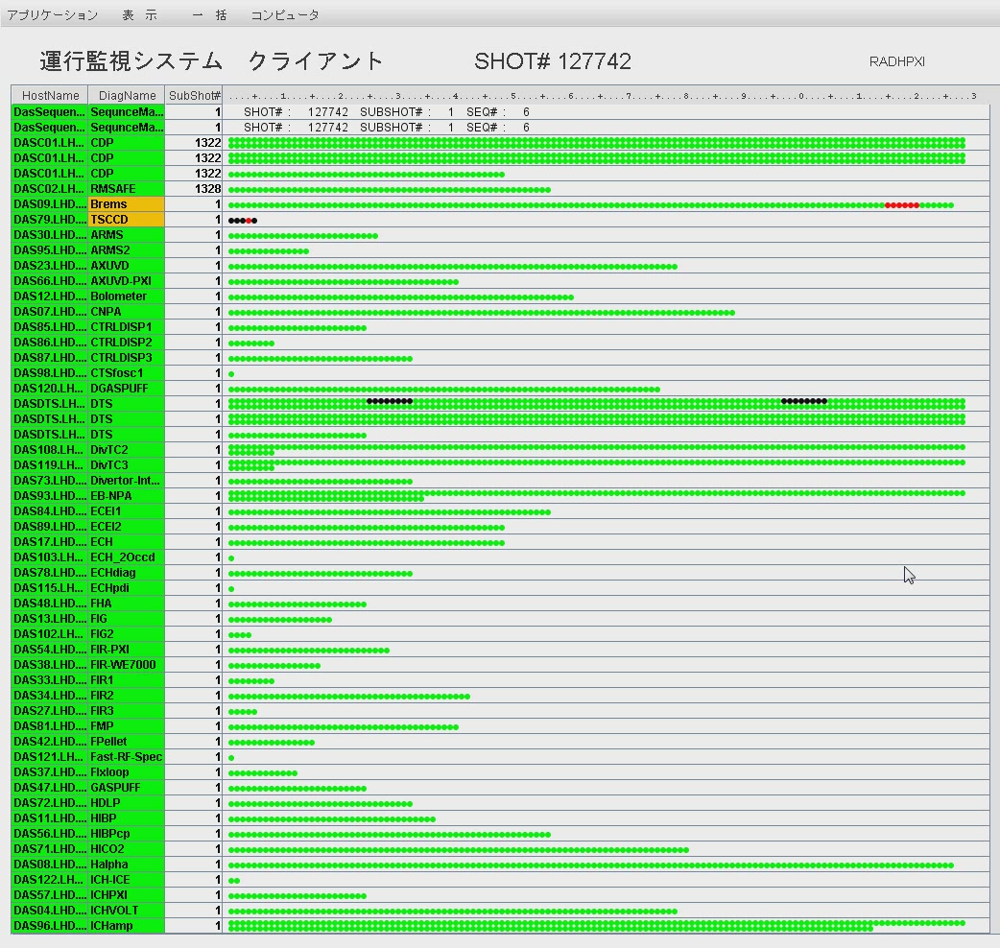 アプリケーション 表 示 一 括 コンピュータ
運行監視システム クライアント SHOT# 127742 RADHPXI
HostName DiagName SubShot# ....+....1....+....2....+....3....+....4....+....5....+....6....+....7....+....8....+....9....+....0....+....1....+....2....+....3
DasSequen... SequnceMa... 1 SHOT# : 127742 SUBSHOT# : 1 SEQ# : 6
DasSequen... SequnceMa... 1 SHOT# : 127742 SUBSHOT# : 1 SEQ# : 6
DASC01.LH... CDP 1322
DASC01.LH... CDP 1322
DASC01.LH... CDP 1322
DASC02.LH... RMSAFE 1328
DAS09.LHD.... Brems 1
DAS79.LHD.... TSCCD 1
DAS30.LHD.... ARMS 1
DAS95.LHD.... ARMS2 1
DAS23.LHD.... AXUVD 1
DAS66.LHD.... AXUVD-PXI 1
DAS12.LHD.... Bolometer 1
DAS07.LHD.... CNPA 1
DAS85.LHD.... CTRLDISP1 1
DAS86.LHD.... CTRLDISP2 1
DAS87.LHD.... CTRLDISP3 1
DAS98.LHD.... CTSfosc1 1
DAS120.LH... DGASPUFF 1
DASDTS.LH... DTS 1
DASDTS.LH... DTS 1
DASDTS.LH... DTS 1
DAS108.LH... DivTC2 1
DAS119.LH... DivTC3 1
DAS73.LHD.... Divertor-Int... 1
DAS93.LHD.... EB-NPA 1
DAS84.LHD.... ECEI1 1
DAS89.LHD.... ECEI2 1
DAS17.LHD.... ECH 1
DAS103.LH... ECH_2Occd 1
DAS78.LHD.... ECHdiag 1
DAS115.LH... ECHpdi 1
DAS48.LHD.... FHA 1
DAS13.LHD.... FIG 1
DAS102.LH... FIG2 1
DAS54.LHD.... FIR-PXI 1
DAS38.LHD.... FIR-WE7000 1
DAS33.LHD.... FIR1 1
DAS34.LHD.... FIR2 1
DAS27.LHD.... FIR3 1
DAS81.LHD.... FMP 1
DAS42.LHD.... FPellet 1
DAS121.LH... Fast-RF-Spec 1
DAS37.LHD.... Flxloop 1
DAS47.LHD.... GASPUFF 1
DAS72.LHD.... HDLP 1
DAS11.LHD.... HIBP 1
DAS56.LHD.... HIBPcp 1
DAS71.LHD.... HICO2 1
DAS08.LHD.... Halpha 1
DAS122.LH... ICH-ICE 1
DAS57.LHD.... ICHPXI 1
DAS04.LHD.... ICHVOLT 1
DAS96.LHD.... ICHamp 1